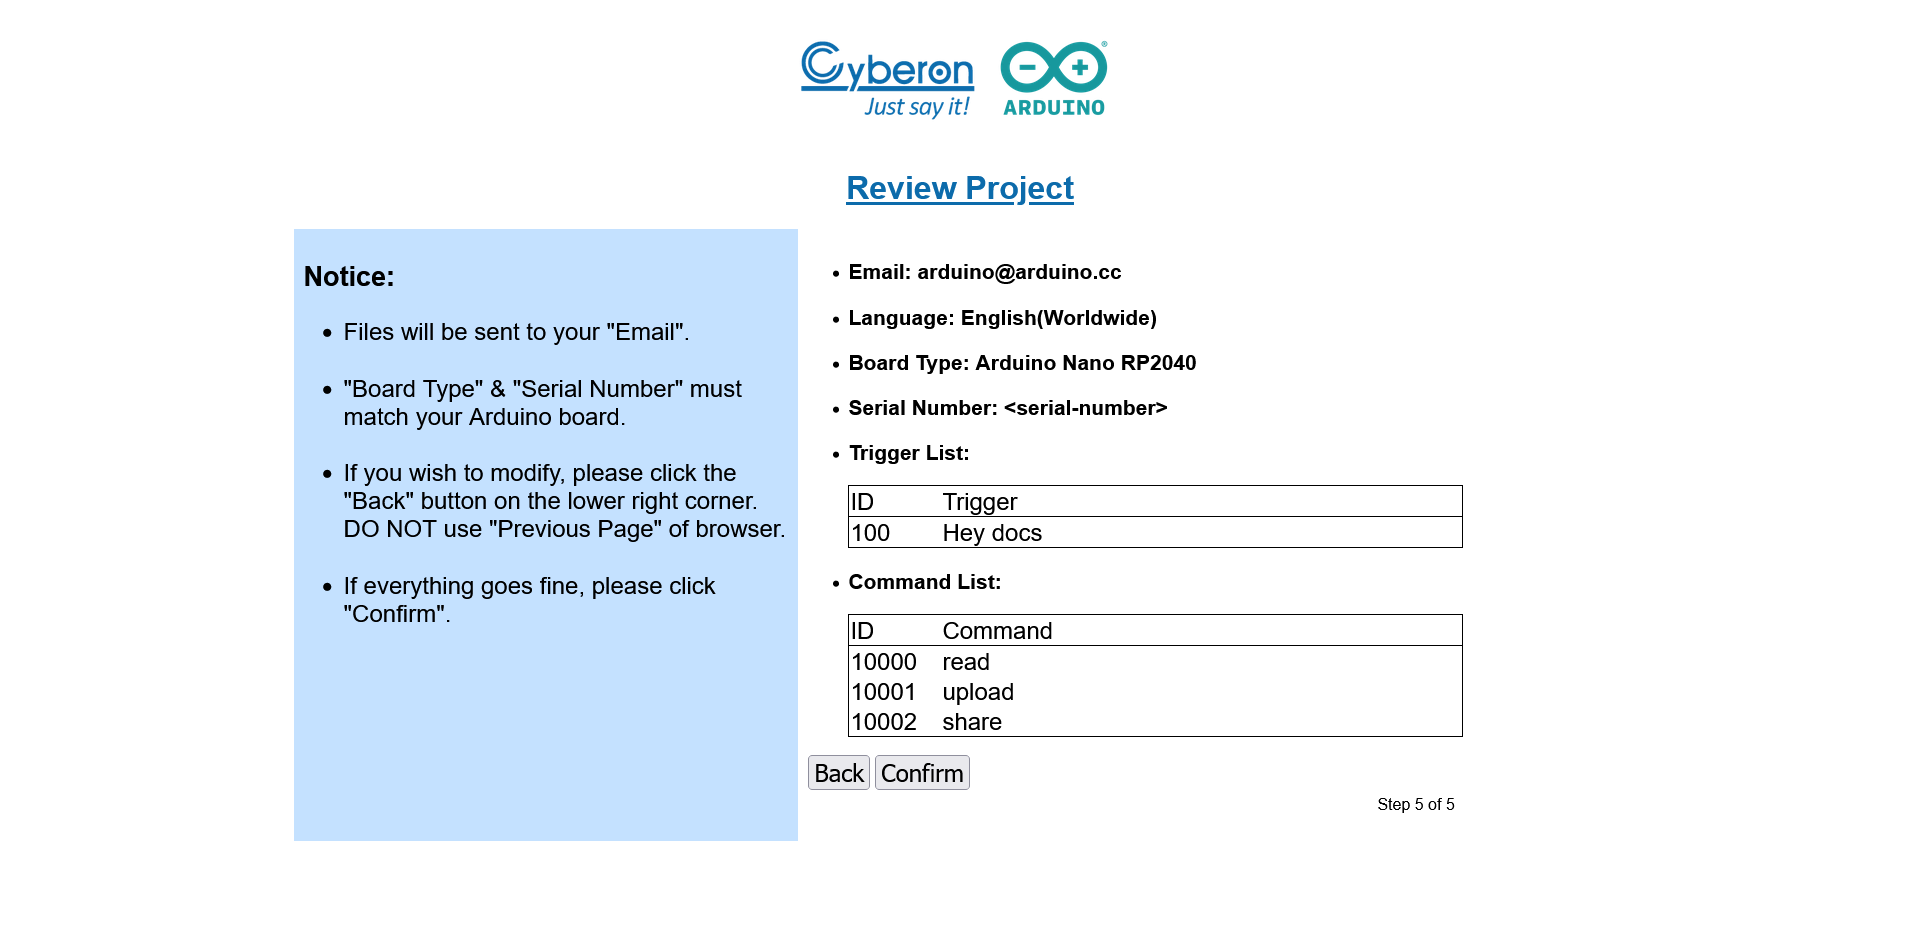 Cyberon
Just say it!
ARDUINO
Review Project
Notice:
• Files will be sent to your "Email".
• "Board Type" & "Serial Number" must
match your Arduino board.
• If you wish to modify, please click the
"Back" button on the lower right corner.
DO NOT use "Previous Page" of browser.
• If everything goes fine, please click
"Confirm".
• Email: arduino@arduino.cc
• Language: English(Worldwide)
• Board Type: Arduino Nano RP2040
• Serial Number: <serial-number>
• Trigger List:
ID Trigger
100 Hey docs
• Command List:
ID Command
10000 read
10001 upload
10002 share
Back Confirm
Step 5 of 5